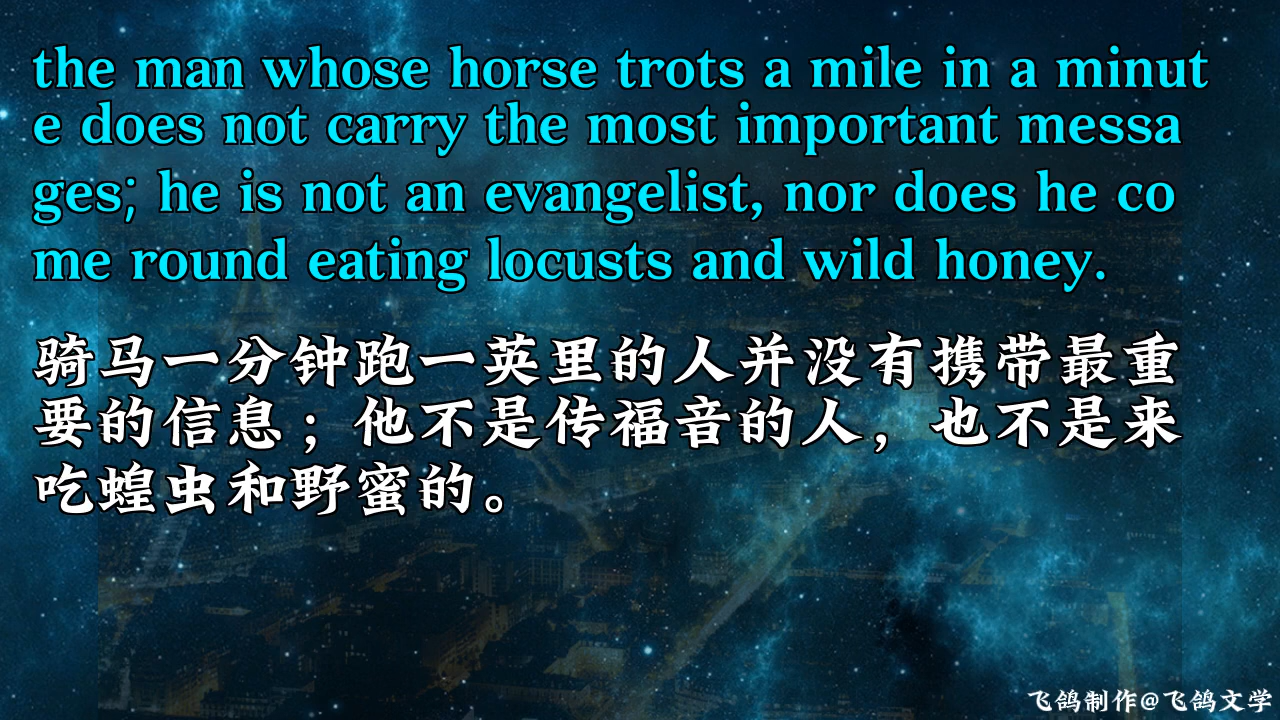 the man whose horse trots a mile in a minut
e does not carry the most important messa
ges; he is not an evangelist, nor does he co
me round eating locusts and wild honey.
骑马一分钟跑一英里的人并没有携带最重
要的信息；他不是传福音的人，也不是来
吃蝗虫和野蜜的。
飞鸽制作@飞鸽文学